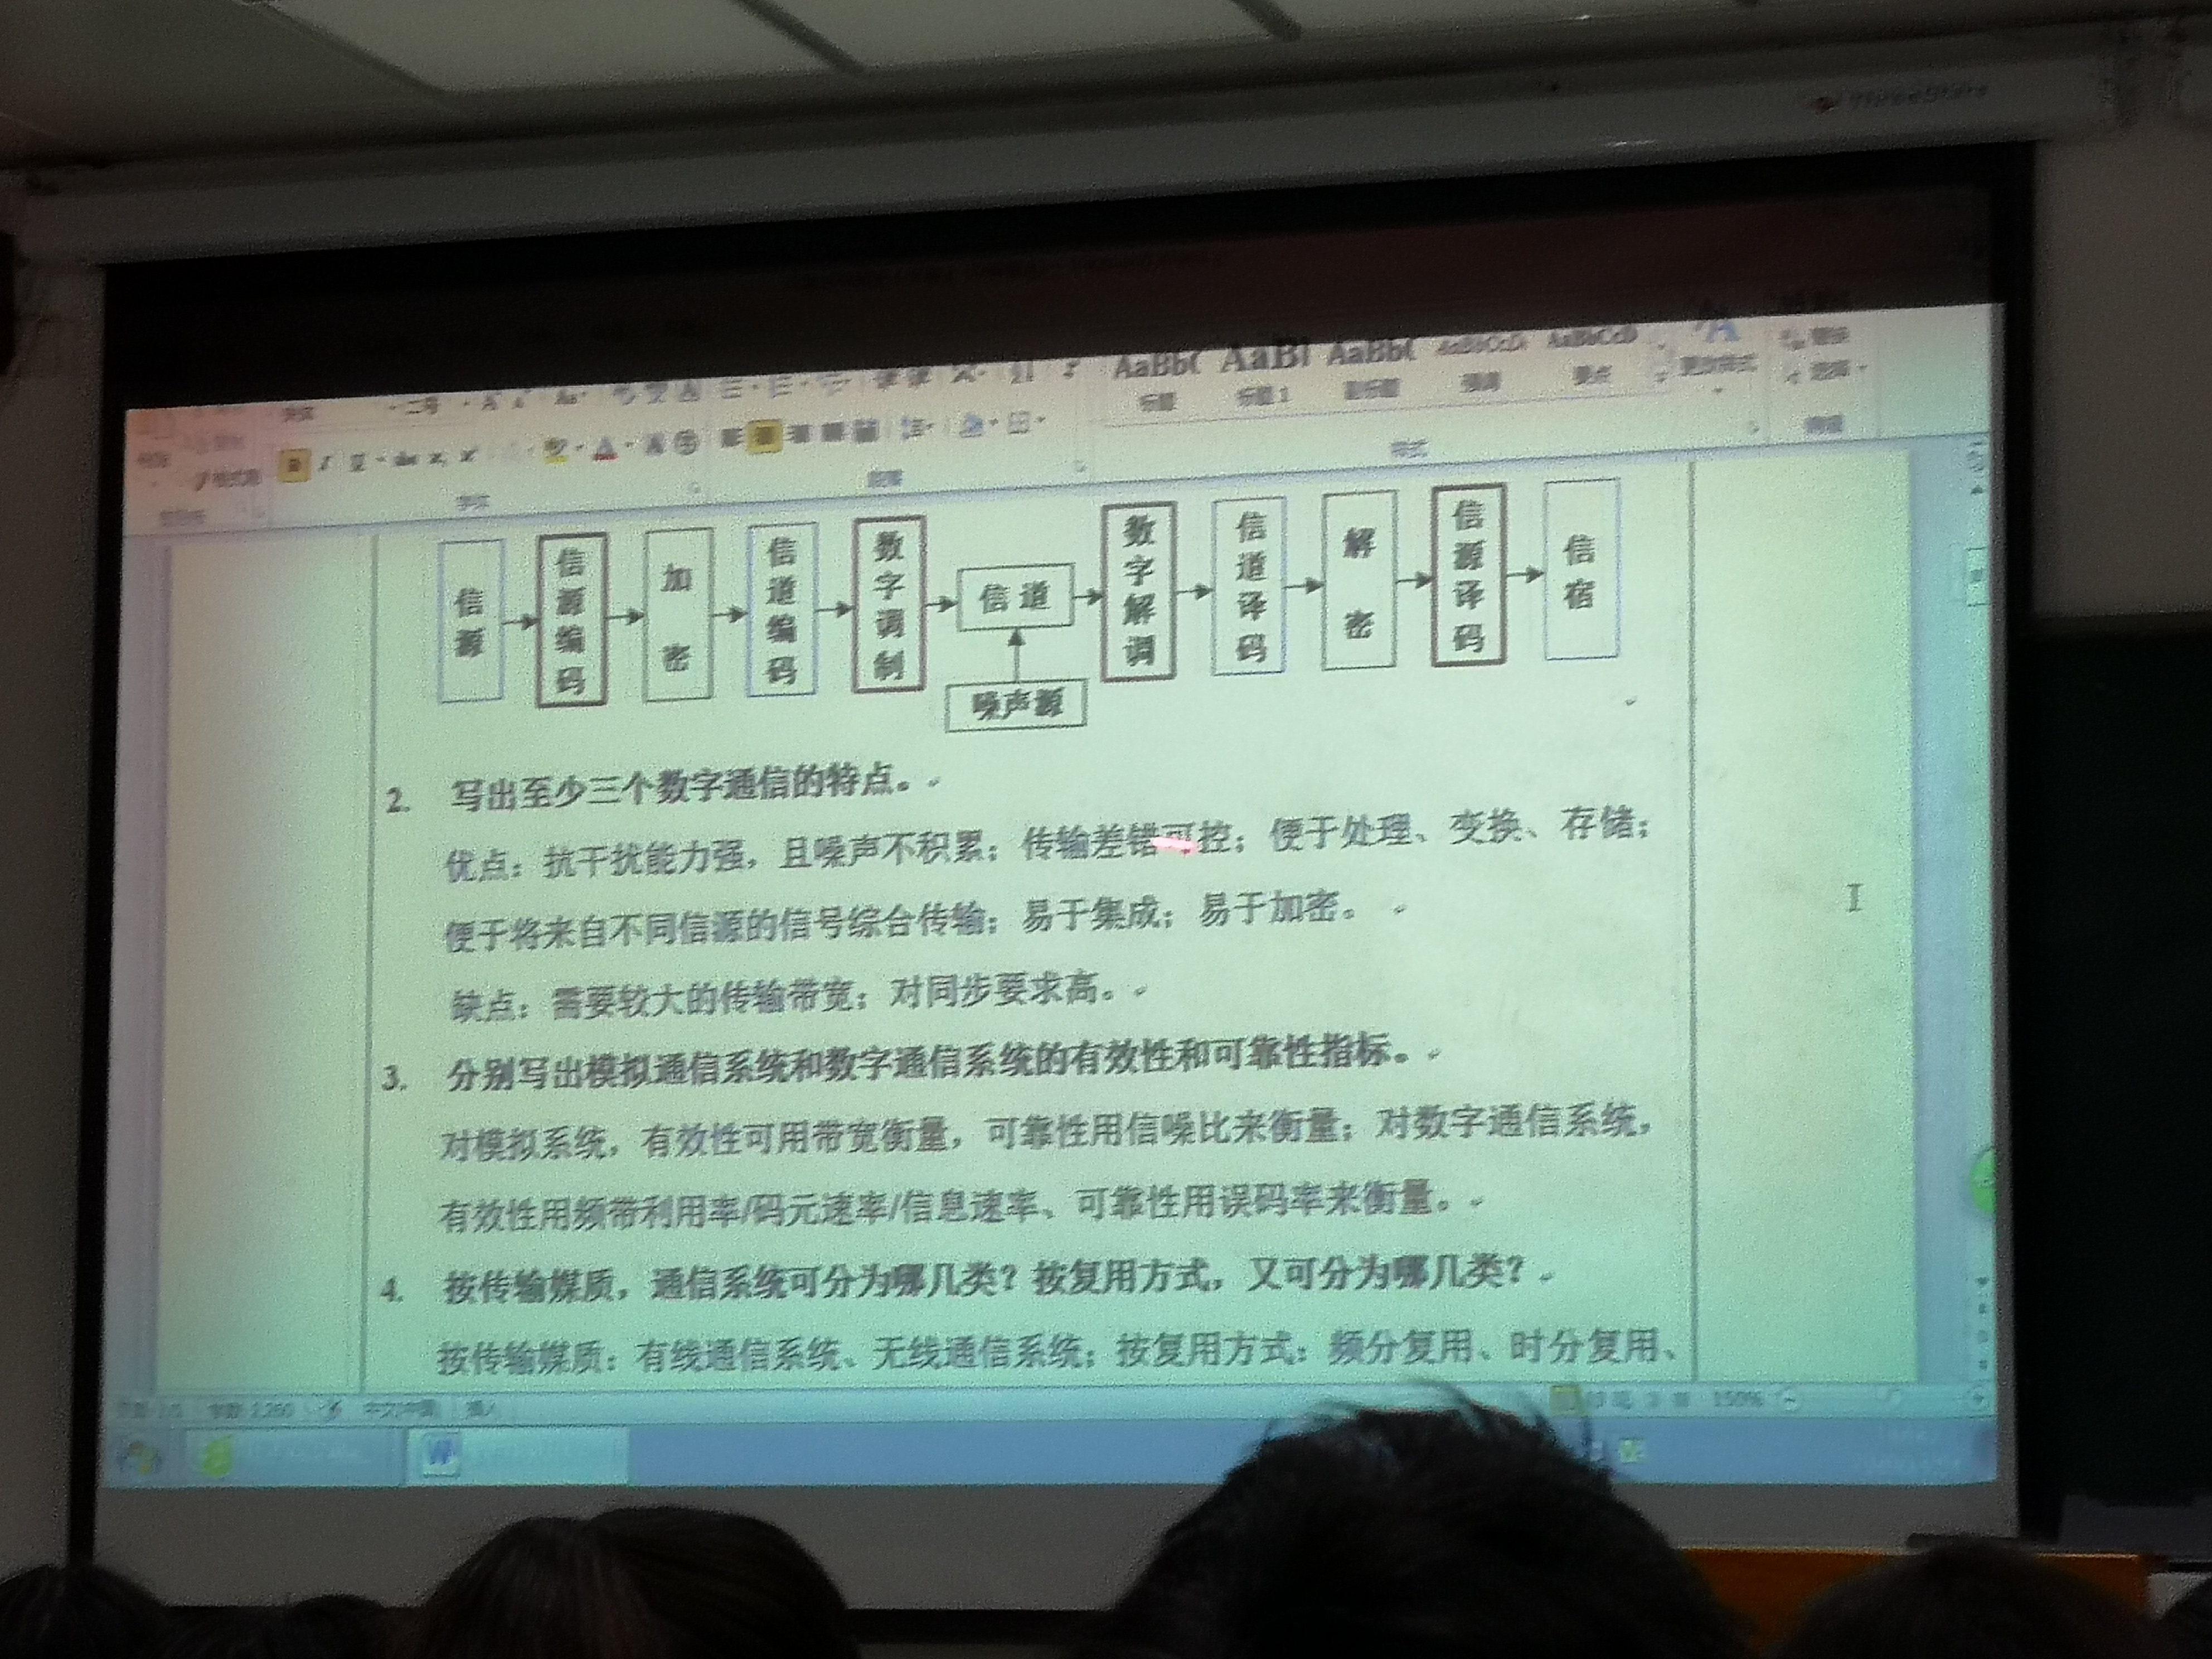 AaBb( AaBl AaBb( AaBbCcDc AaBbCcD
标题 标题 1 副标题 强调 要点 更改样式
替换
选择
字体 段落 样式
信源 信源编码 加密 信道编码 数字调制 信道 数字解调 信道译码 解密 信源译码 信宿
噪声源
2. 写出至少三个数字通信的特点。
优点：抗干扰能力强，且噪声不积累；传输差错可控；便于处理、变换、存储；
便于将来自不同信源的信号综合传输；易于集成；易于加密。
缺点：需要较大的传输带宽；对同步要求高。
3. 分别写出模拟通信系统和数字通信系统的有效性和可靠性指标。
对模拟系统，有效性可用带宽衡量，可靠性用信噪比来衡量；对数字通信系统，
有效性用频带利用率/码元速率/信息速率、可靠性用误码率来衡量。
4. 按传输媒质，通信系统可分为哪几类？按复用方式，又可分为哪几类？
按传输媒质：有线通信系统、无线通信系统；按复用方式：频分复用、时分复用、
150%